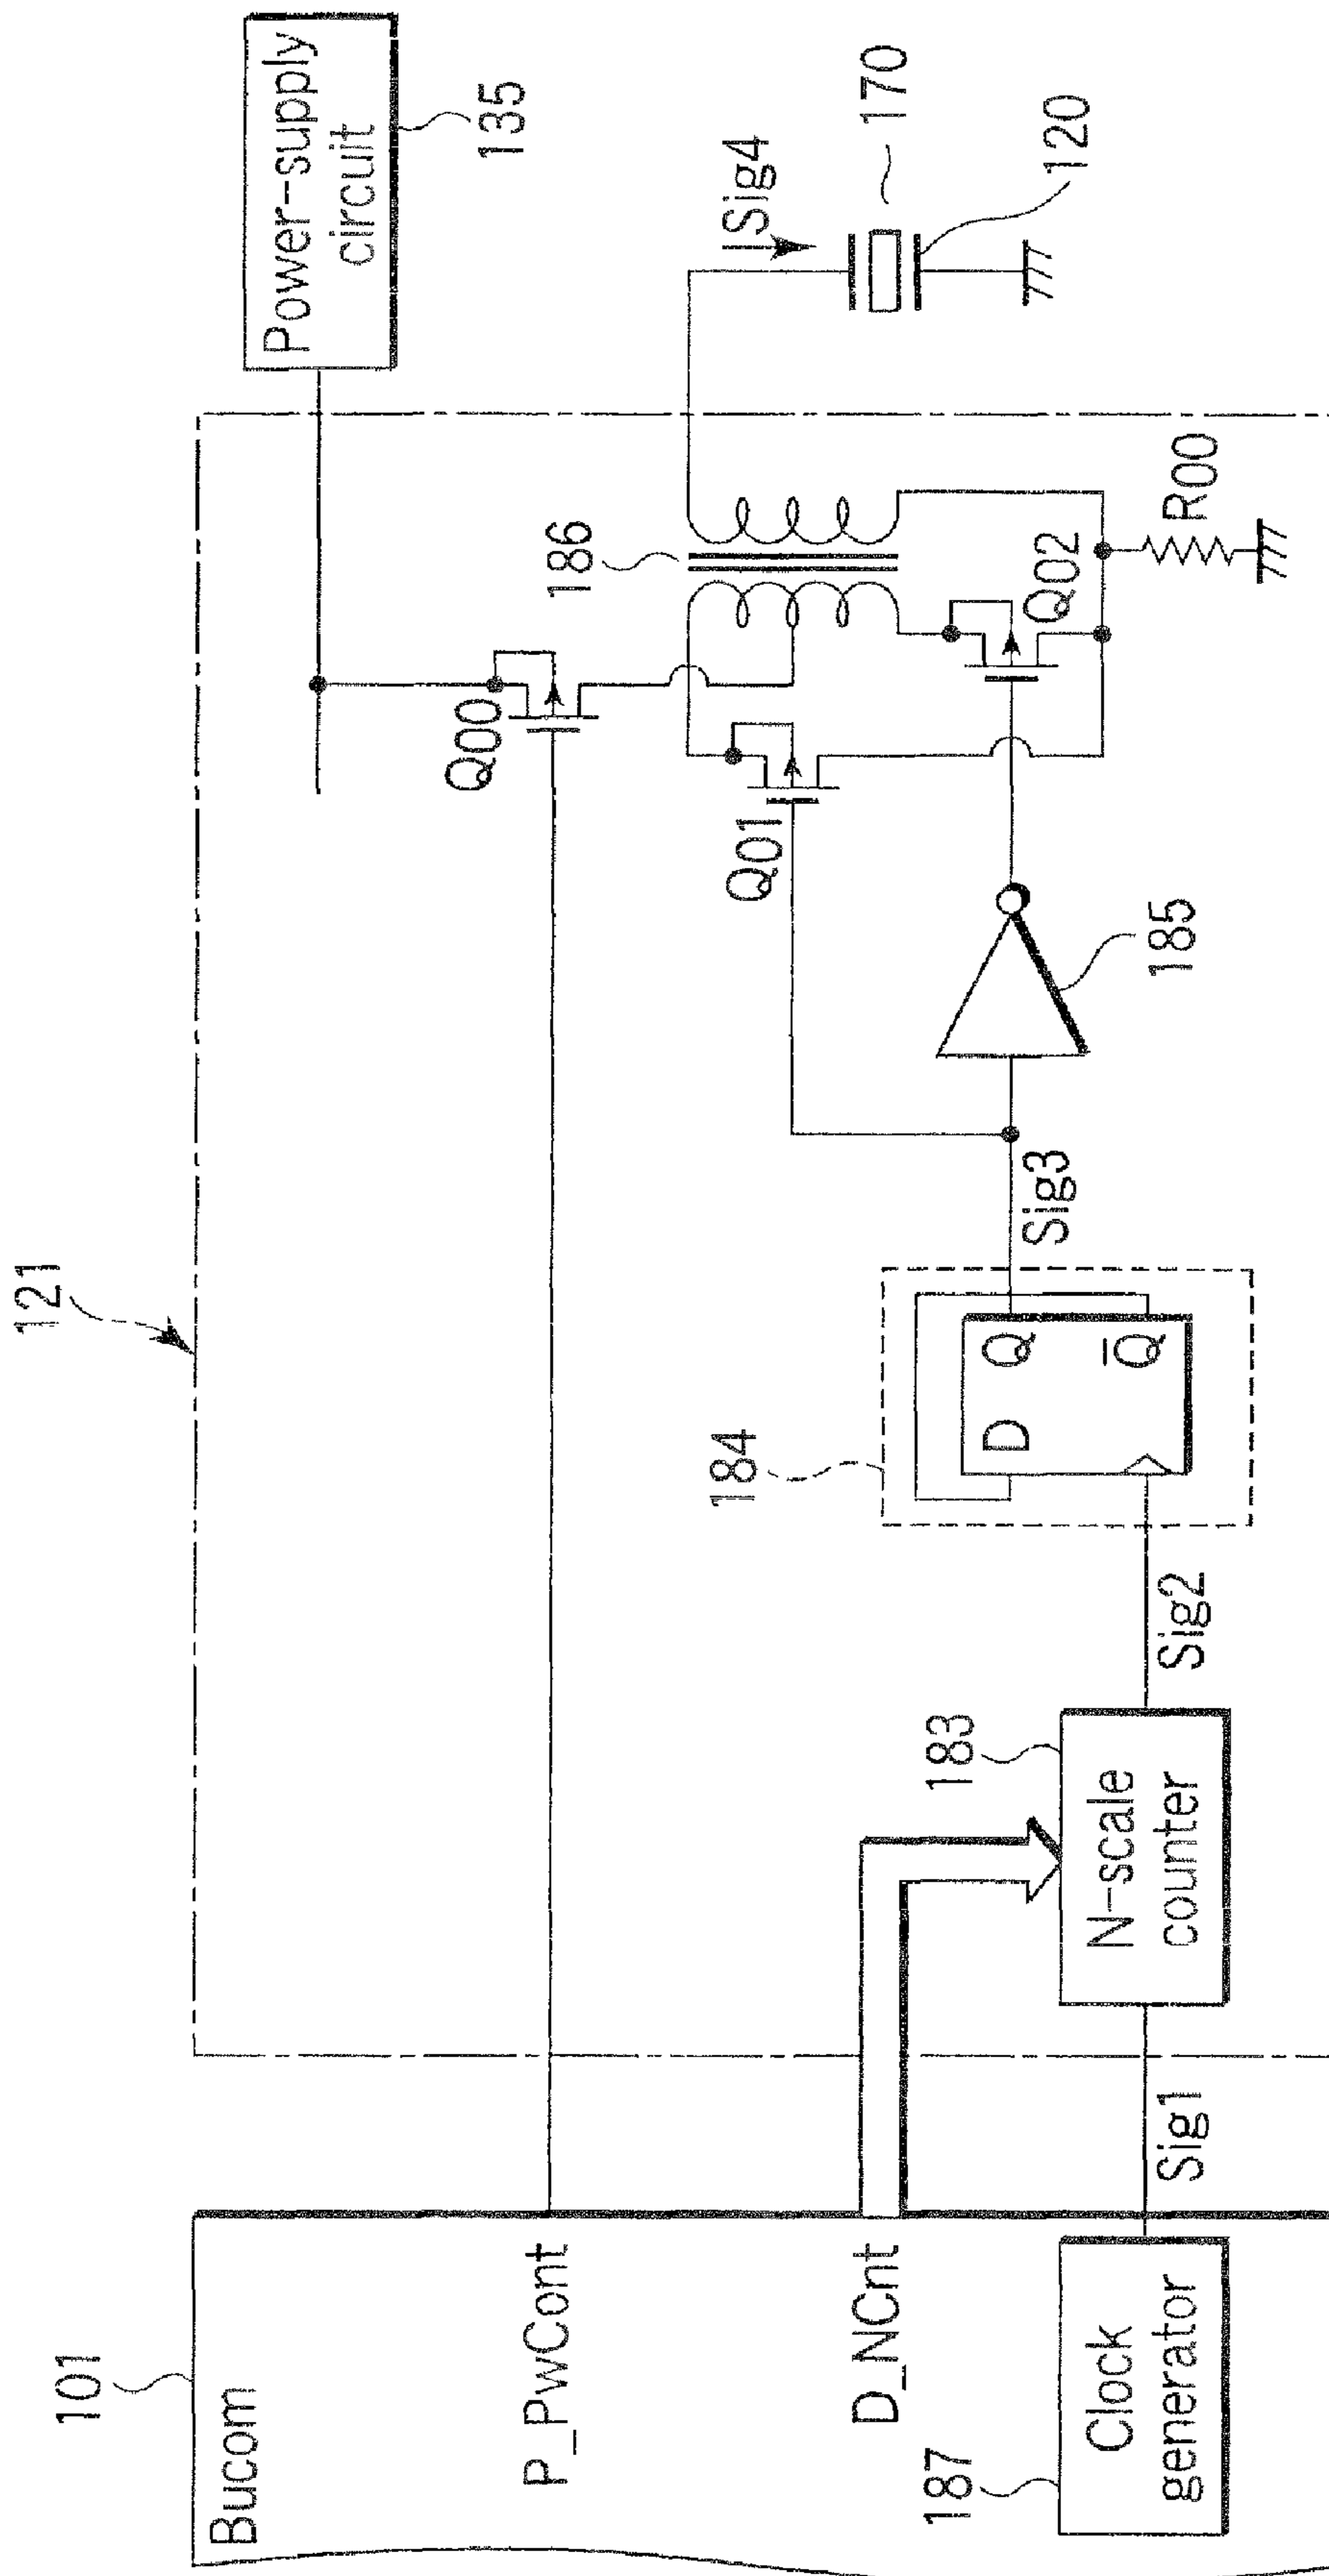 121
101
Bucom
P_PwCont
D_NCnt
187
Clock
generator
Sig1
183
N-scale
counter
Sig2
184
D
Q
Q̅
Sig3
185
Q01
Q00
186
Q02
R00
Power-supply
circuit
135
Sig4
170
120